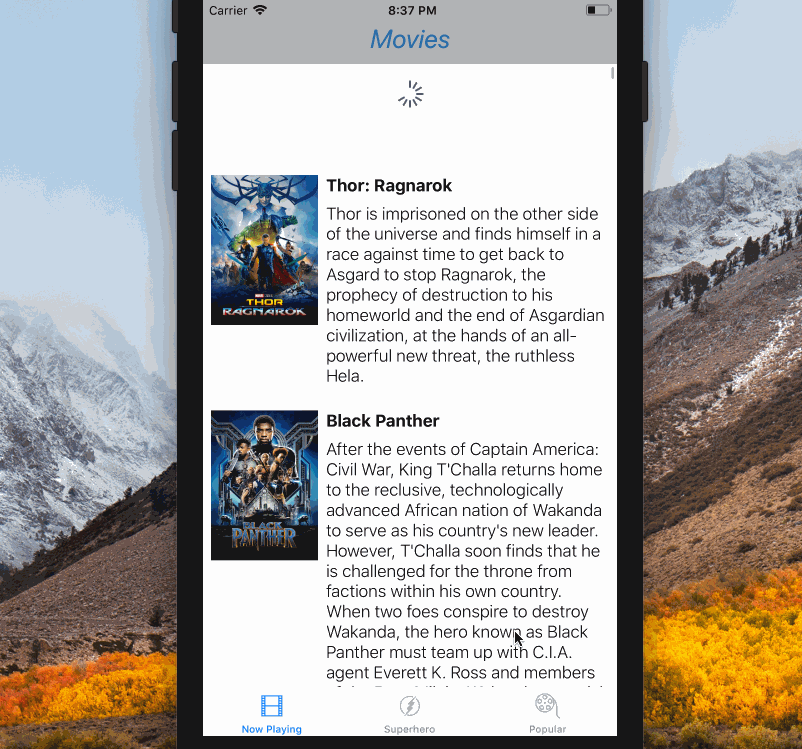 Carrier 8:37 PM
Movies
Thor: Ragnarok
Thor is imprisoned on the other side
of the universe and finds himself in a
race against time to get back to
Asgard to stop Ragnarok, the
prophecy of destruction to his
homeworld and the end of Asgardian
civilization, at the hands of an all-
powerful new threat, the ruthless
Hela.
THOR
RAGNAROK
Black Panther
After the events of Captain America:
Civil War, King T'Challa returns home
to the reclusive, technologically
advanced African nation of Wakanda
to serve as his country's new leader.
However, T'Challa soon finds that he
is challenged for the throne from
factions within his own country.
When two foes conspire to destroy
Wakanda, the hero known as Black
Panther must team up with C.I.A.
agent Everett K. Ross and members
BLACK
PANTHER
Now Playing Superhero Popular